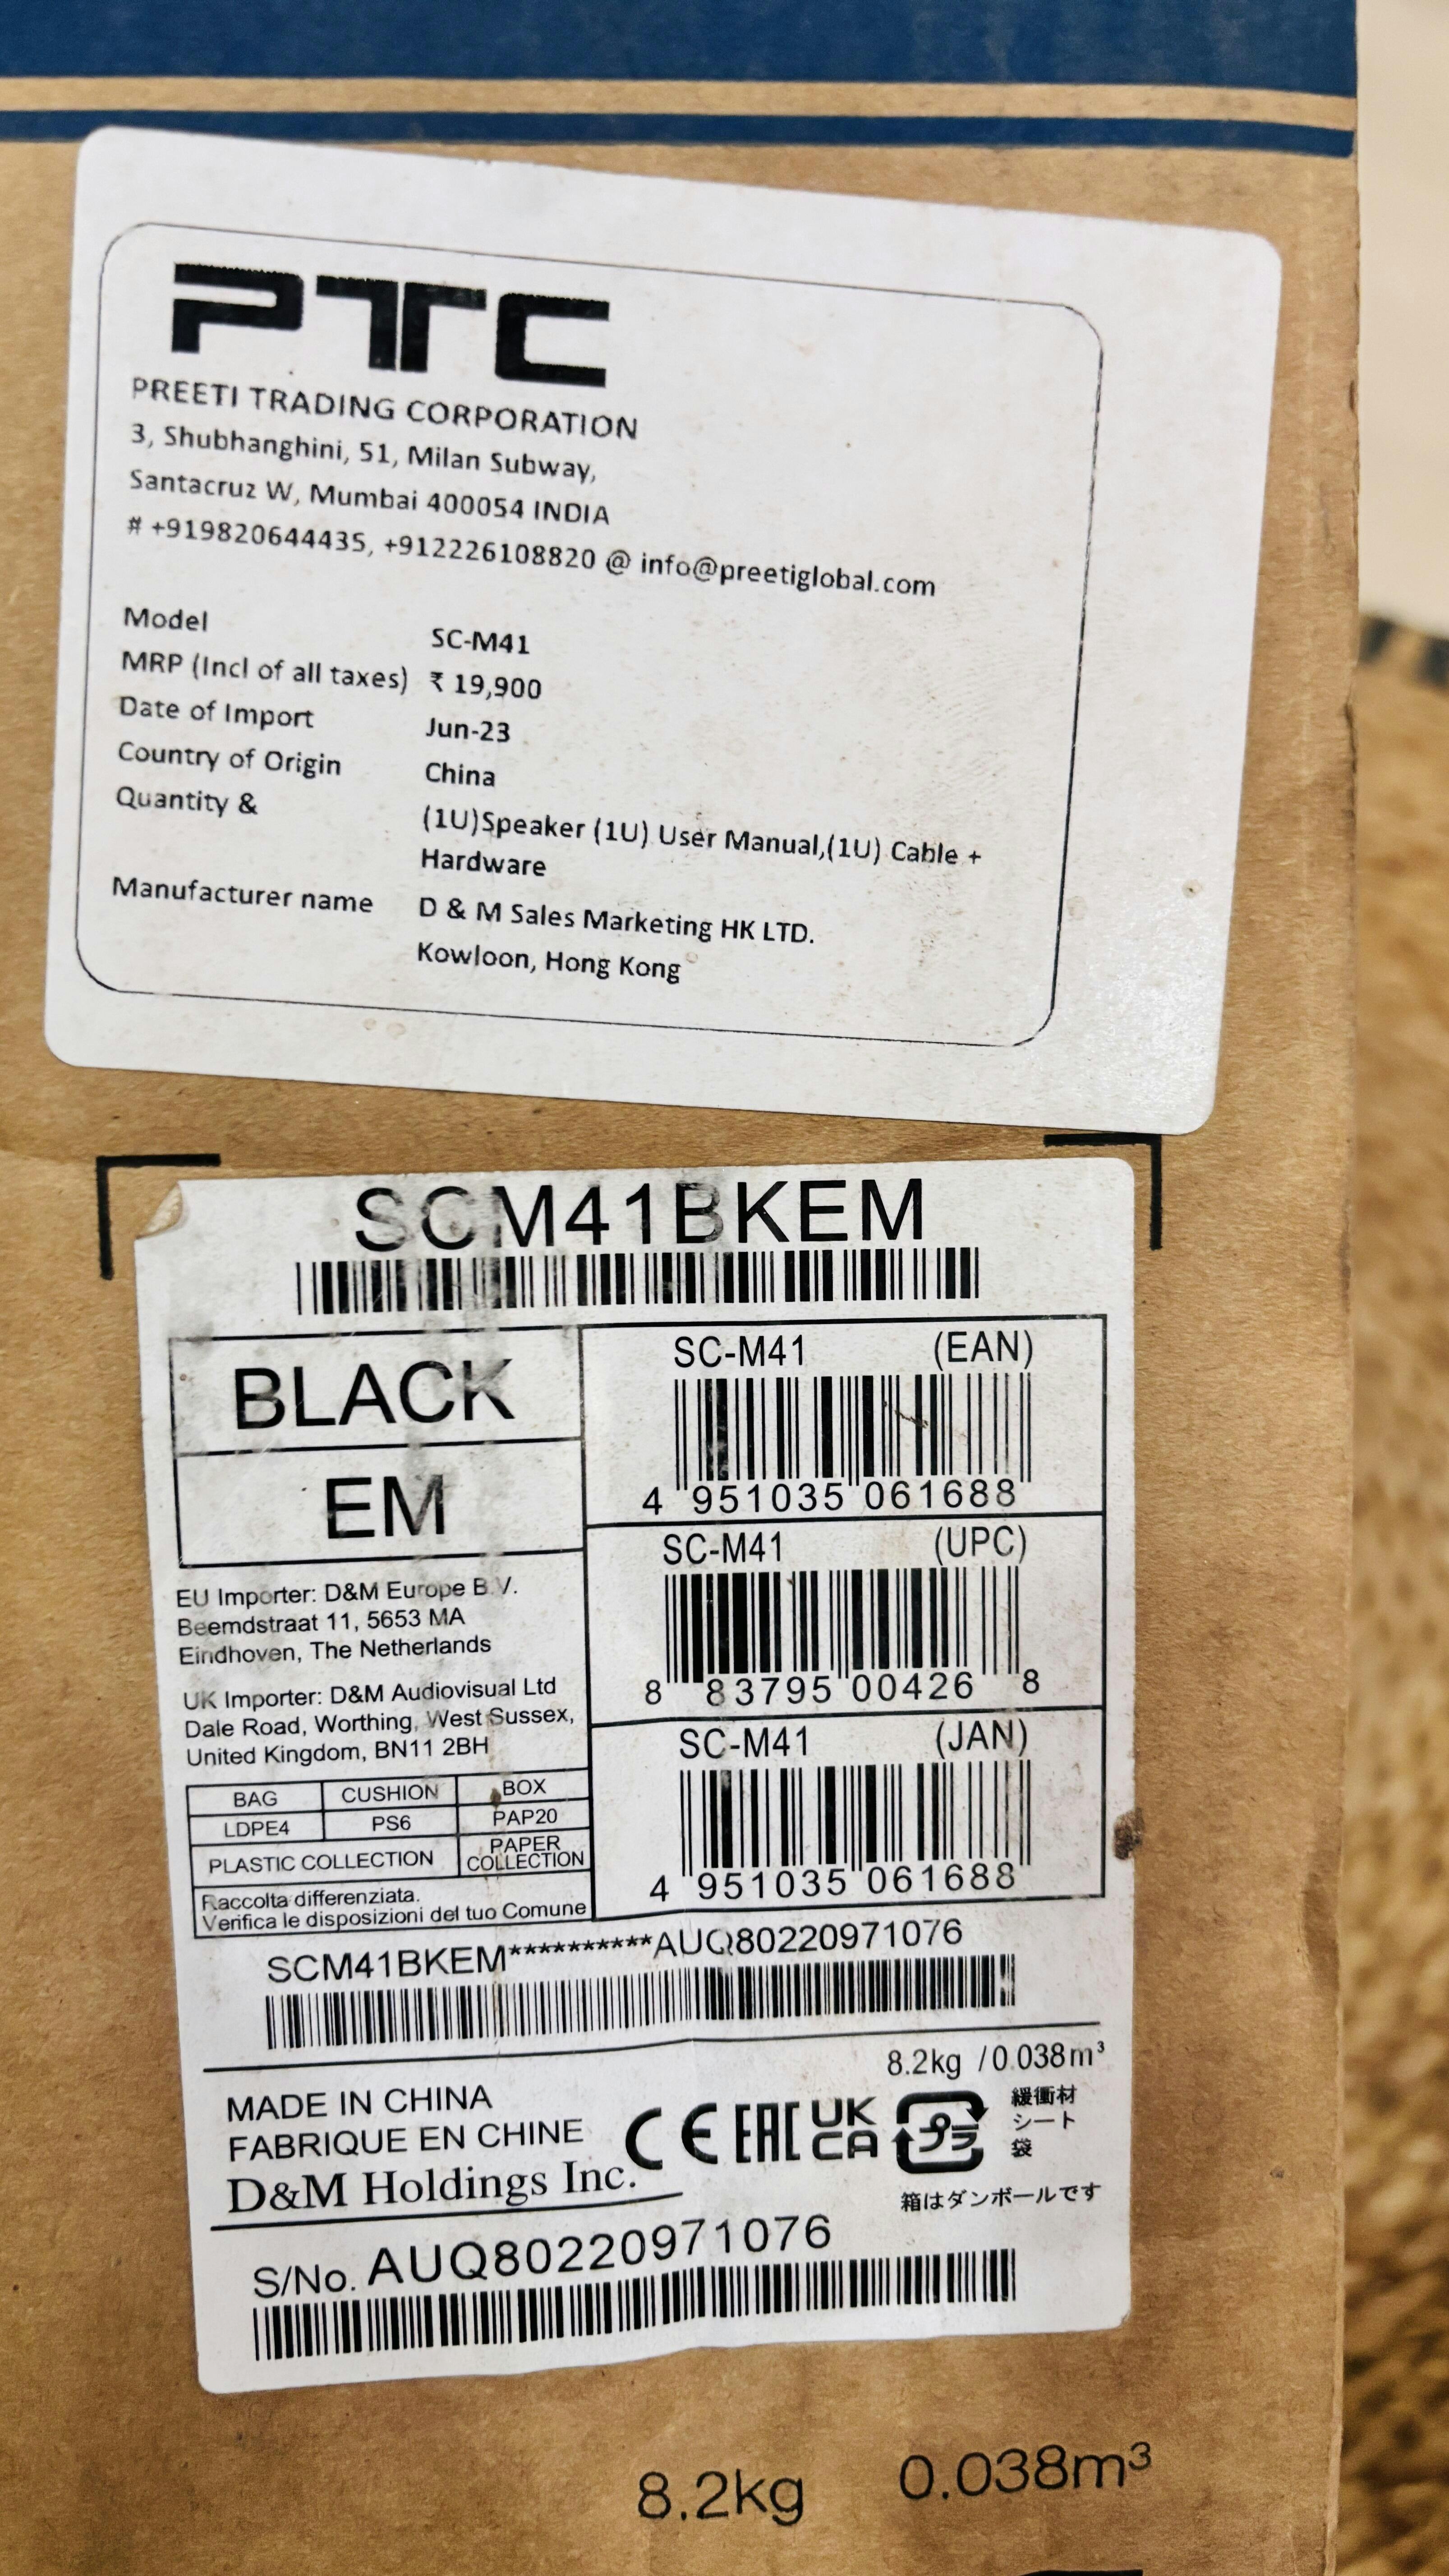 PTC
PREETI TRADING CORPORATION
3, Shubhanghini, 51, Milan Subway,
Santacruz W, Mumbai 400054 INDIA
# +919820644435, +912226108820 @ info@preetiglobal.com
Model SC-M41
MRP (Incl of all taxes) ₹ 19,900
Date of Import Jun-23
Country of Origin China
Quantity & (1U)Speaker (1U) User Manual,(1U) Cable +
Hardware
Manufacturer name D & M Sales Marketing HK LTD.
Kowloon, Hong Kong
SCM41BKEM
BLACK
EM
SC-M41 (EAN)
4 951035 061688
SC-M41 (UPC)
8 83795 00426 8
SC-M41 (JAN)
4 951035 061688
EU Importer: D&M Europe B.V.
Beemdstraat 11, 5653 MA
Eindhoven, The Netherlands
UK Importer: D&M Audiovisual Ltd
Dale Road, Worthing, West Sussex,
United Kingdom, BN11 2BH
BAG CUSHION BOX
LDPE4 PS6 PAP20
PLASTIC COLLECTION PAPER COLLECTION
Raccolta differenziata.
Verifica le disposizioni del tuo Comune
SCM41BKEM**********AUQ80220971076
8.2kg /0.038m³
MADE IN CHINA
FABRIQUE EN CHINE
D&M Holdings Inc.
CE EAC UK CA プラ
緩衝材
シート
袋
箱はダンボールです
S/No. AUQ80220971076
8.2kg 0.038m³